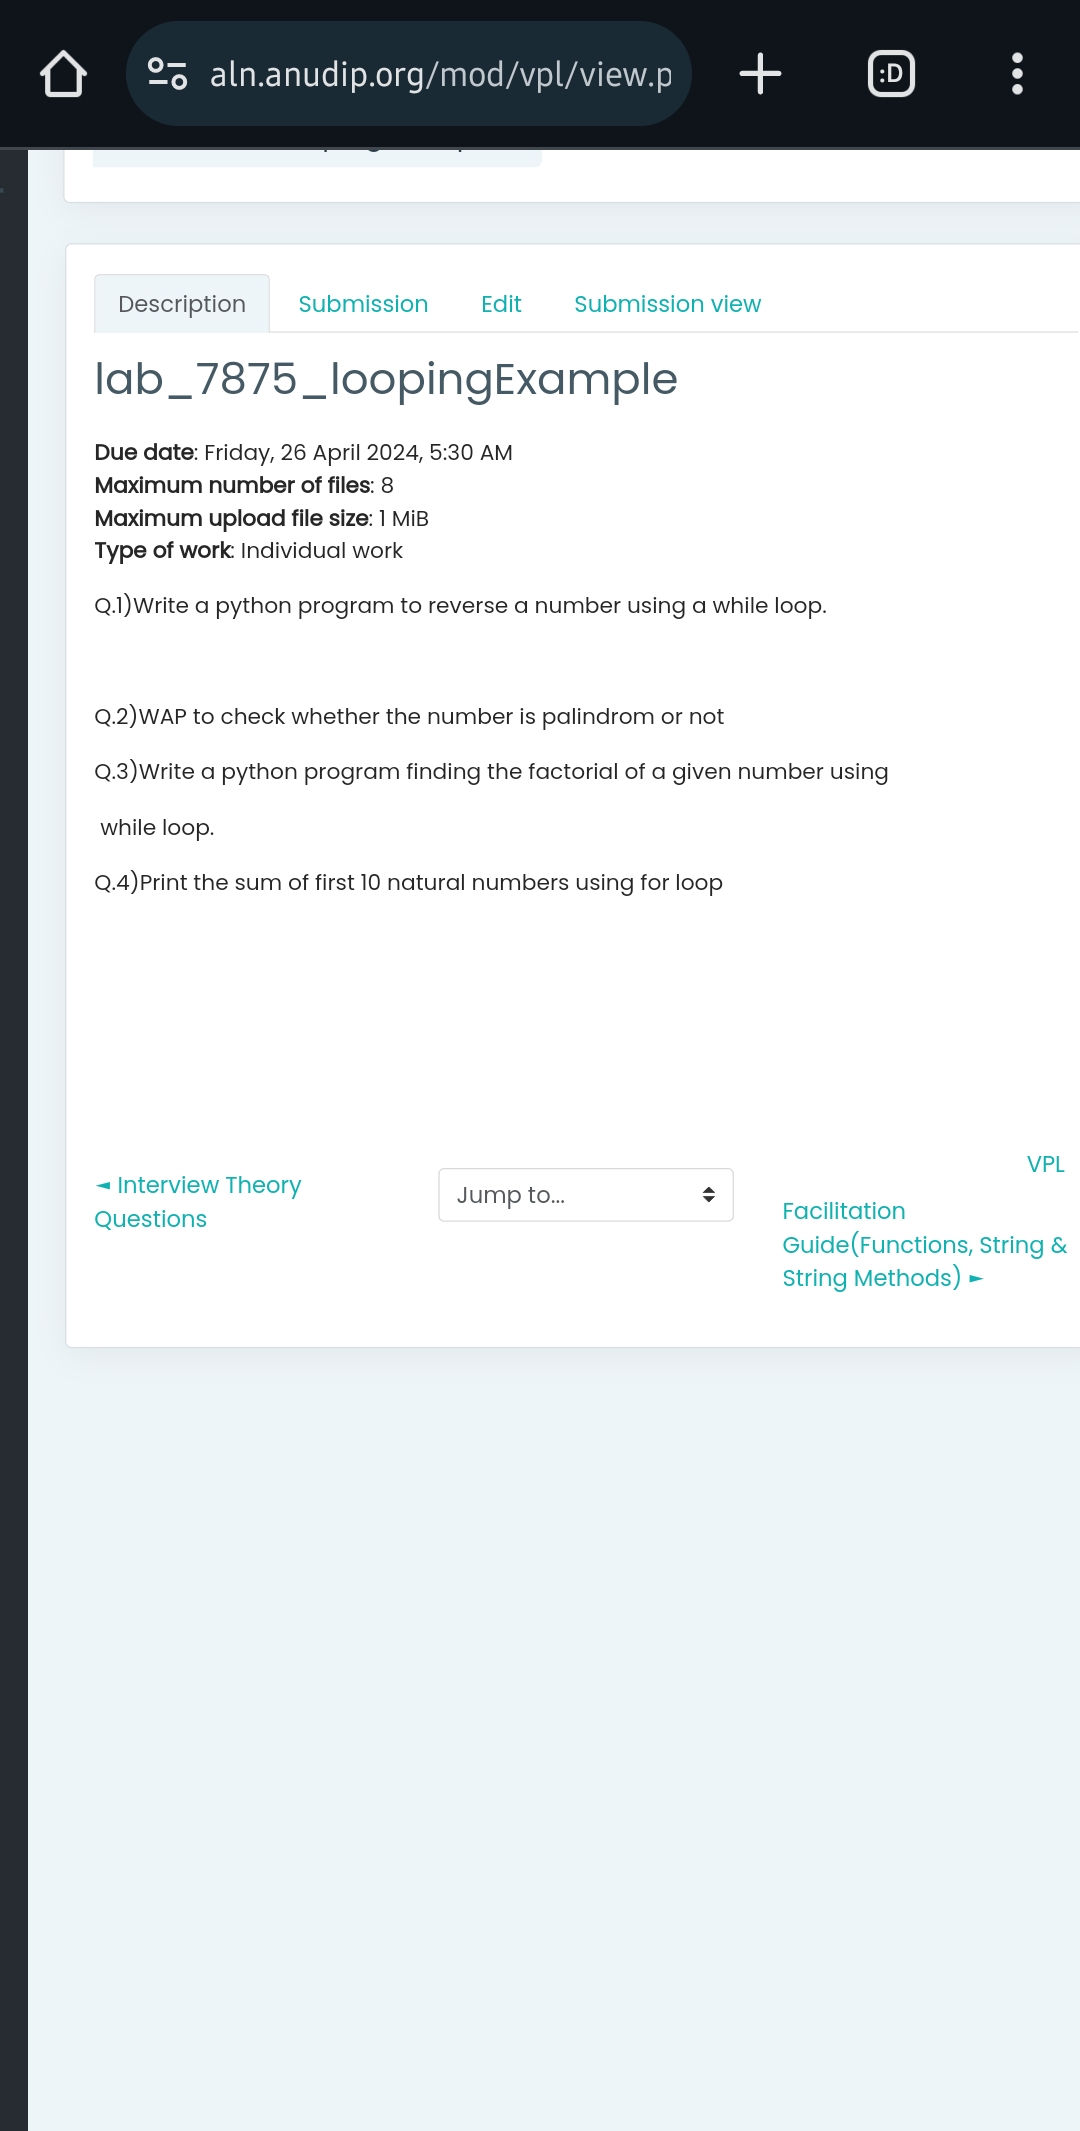 aln.anudip.org/mod/vpl/view.p
:D
Description Submission Edit Submission view
lab_7875_loopingExample
Due date: Friday, 26 April 2024, 5:30 AM
Maximum number of files: 8
Maximum upload file size: 1 MiB
Type of work: Individual work
Q.1)Write a python program to reverse a number using a while loop.
Q.2)WAP to check whether the number is palindrom or not
Q.3)Write a python program finding the factorial of a given number using
while loop.
Q.4)Print the sum of first 10 natural numbers using for loop
◄ Interview Theory
Questions
Jump to...
VPL
Facilitation
Guide(Functions, String &
String Methods) ►